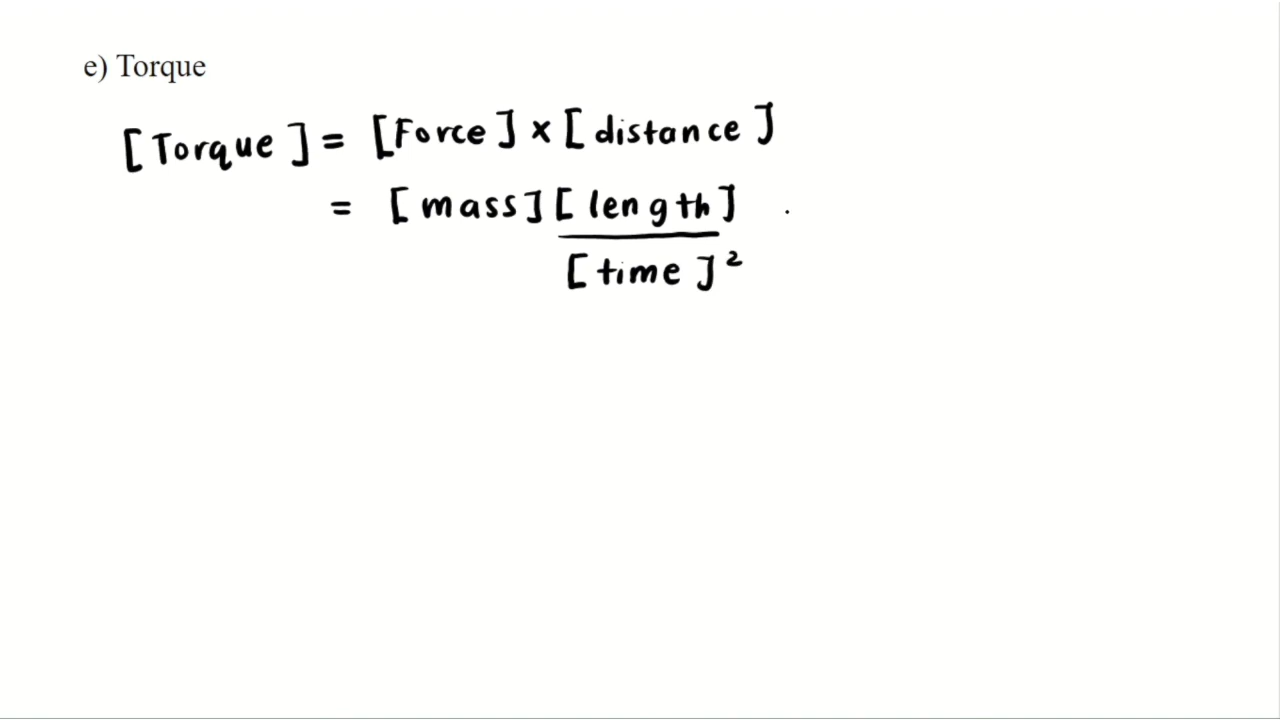 e) Torque
[Torque] = [Force] × [distance]
= [mass][length] .
[time]²